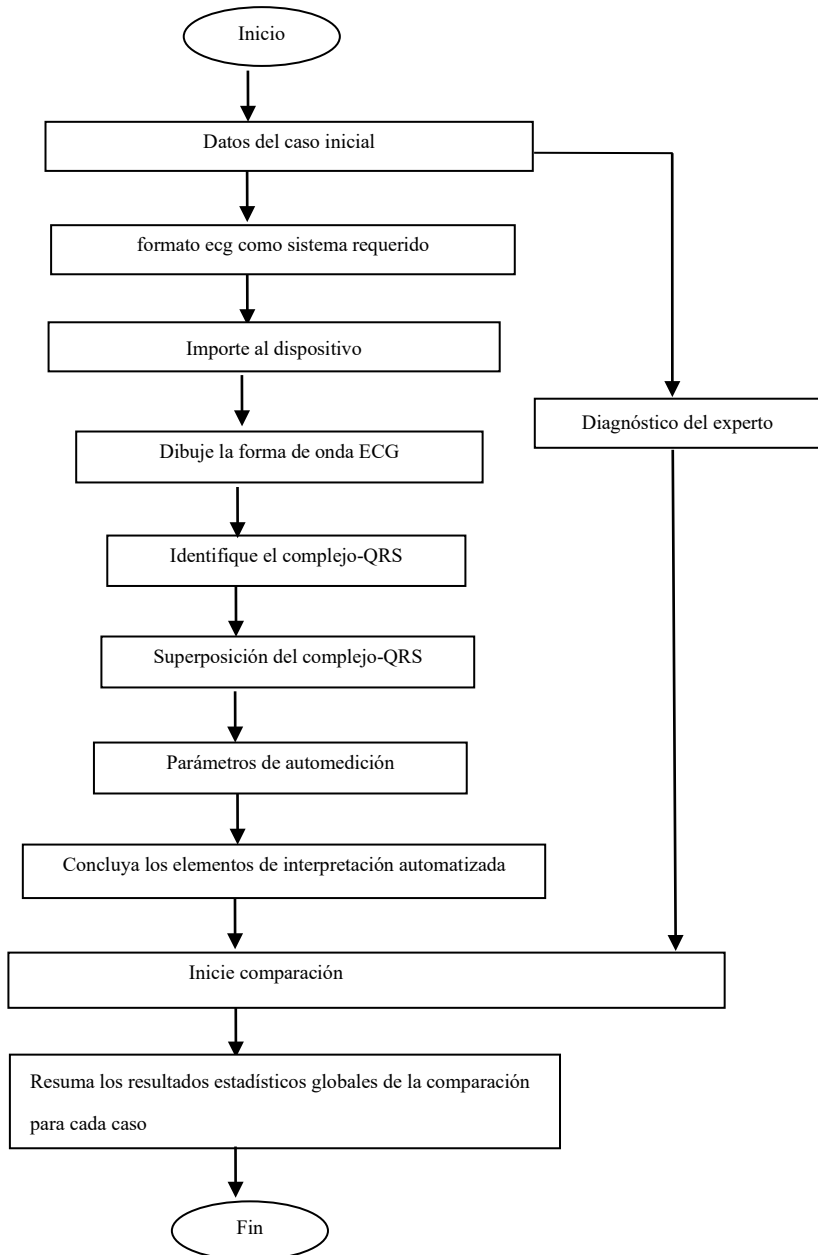 Inicio
Datos del caso inicial
formato ecg como sistema requerido
Importe al dispositivo
Diagnóstico del experto
Dibuje la forma de onda ECG
Identifique el complejo-QRS
Superposición del complejo-QRS
Parámetros de automedición
Concluya los elementos de interpretación automatizada
Inicie comparación
Resuma los resultados estadísticos globales de la comparación
para cada caso
Fin